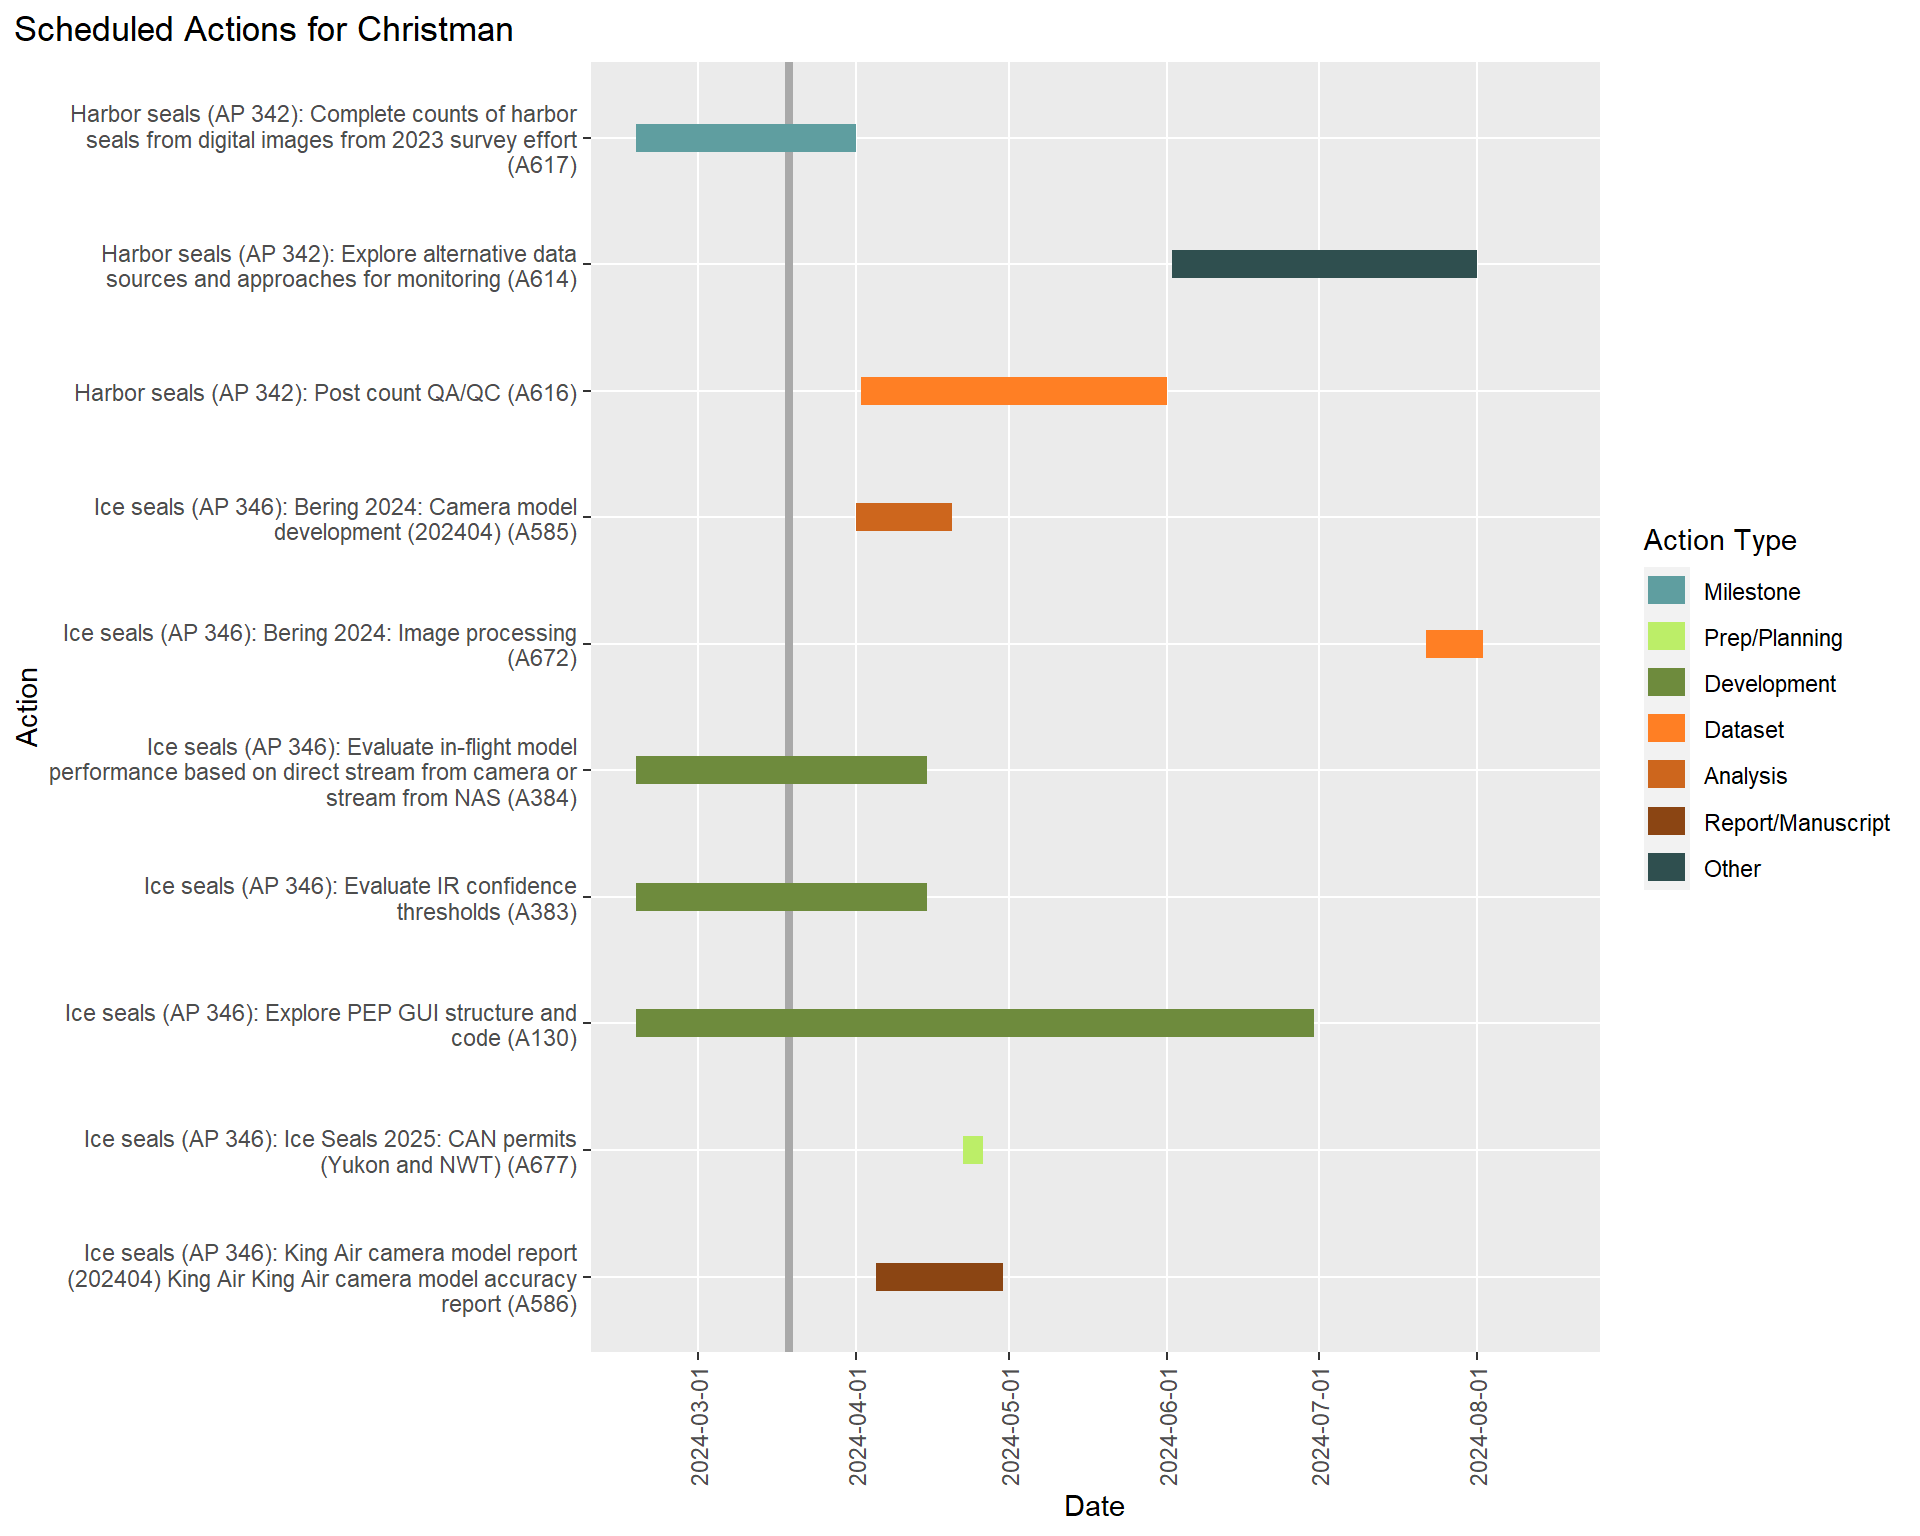 Scheduled Actions for Christman
Harbor seals (AP 342): Complete counts of harbor
seals from digital images from 2023 survey effort
(A617)
Harbor seals (AP 342): Explore alternative data
sources and approaches for monitoring (A614)
Harbor seals (AP 342): Post count QA/QC (A616)
Ice seals (AP 346): Bering 2024: Camera model
development (202404) (A585)
Ice seals (AP 346): Bering 2024: Image processing
(A672)
Ice seals (AP 346): Evaluate in-flight model
performance based on direct stream from camera or
stream from NAS (A384)
Ice seals (AP 346): Evaluate IR confidence
thresholds (A383)
Ice seals (AP 346): Explore PEP GUI structure and
code (A130)
Ice seals (AP 346): Ice Seals 2025: CAN permits
(Yukon and NWT) (A677)
Ice seals (AP 346): King Air camera model report
(202404) King Air King Air camera model accuracy
report (A586)
Action
2024-03-01
2024-04-01
2024-05-01
2024-06-01
2024-07-01
2024-08-01
Date
Action Type
Milestone
Prep/Planning
Development
Dataset
Analysis
Report/Manuscript
Other